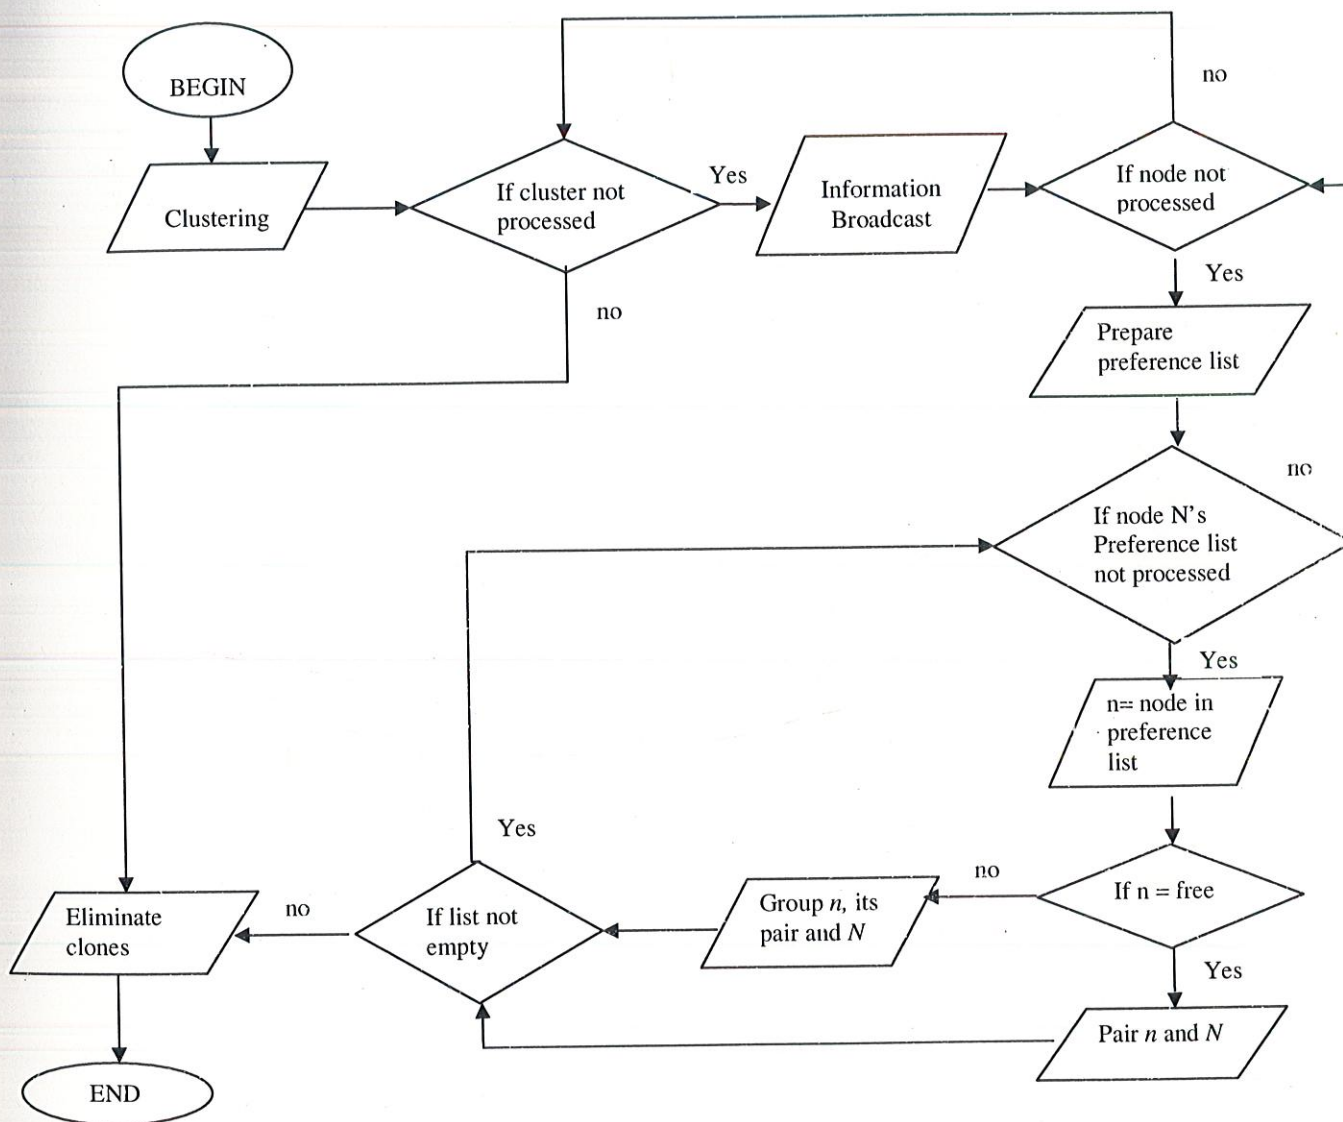 BEGIN
no
Clustering
If cluster not
processed
Yes
Information
Broadcast
If node not
processed
no
Yes
Prepare
preference list
no
If node N's
Preference list
not processed
Yes
n= node in
preference
list
Yes
If n = free
no
Group n, its
pair and N
If list not
empty
no
Eliminate
clones
Yes
Pair n and N
END